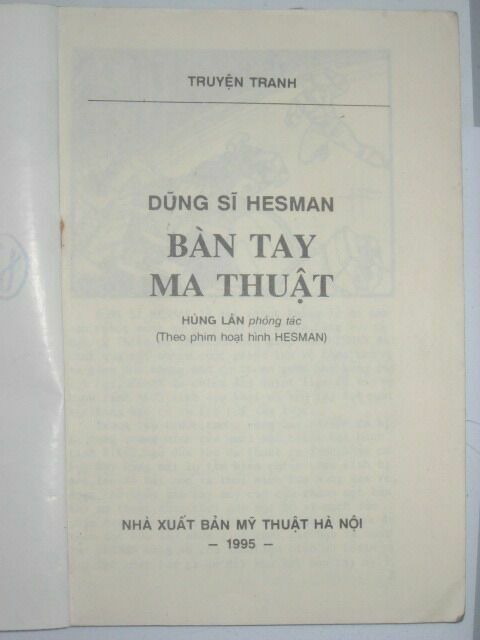 TRUYỆN TRANH
DŨNG SĨ HESMAN
BÀN TAY
MA THUẬT
HÙNG LÂN phóng tác
(Theo phim hoạt hình HESMAN)
NHÀ XUẤT BẢN MỸ THUẬT HÀ NỘI
– 1995 –